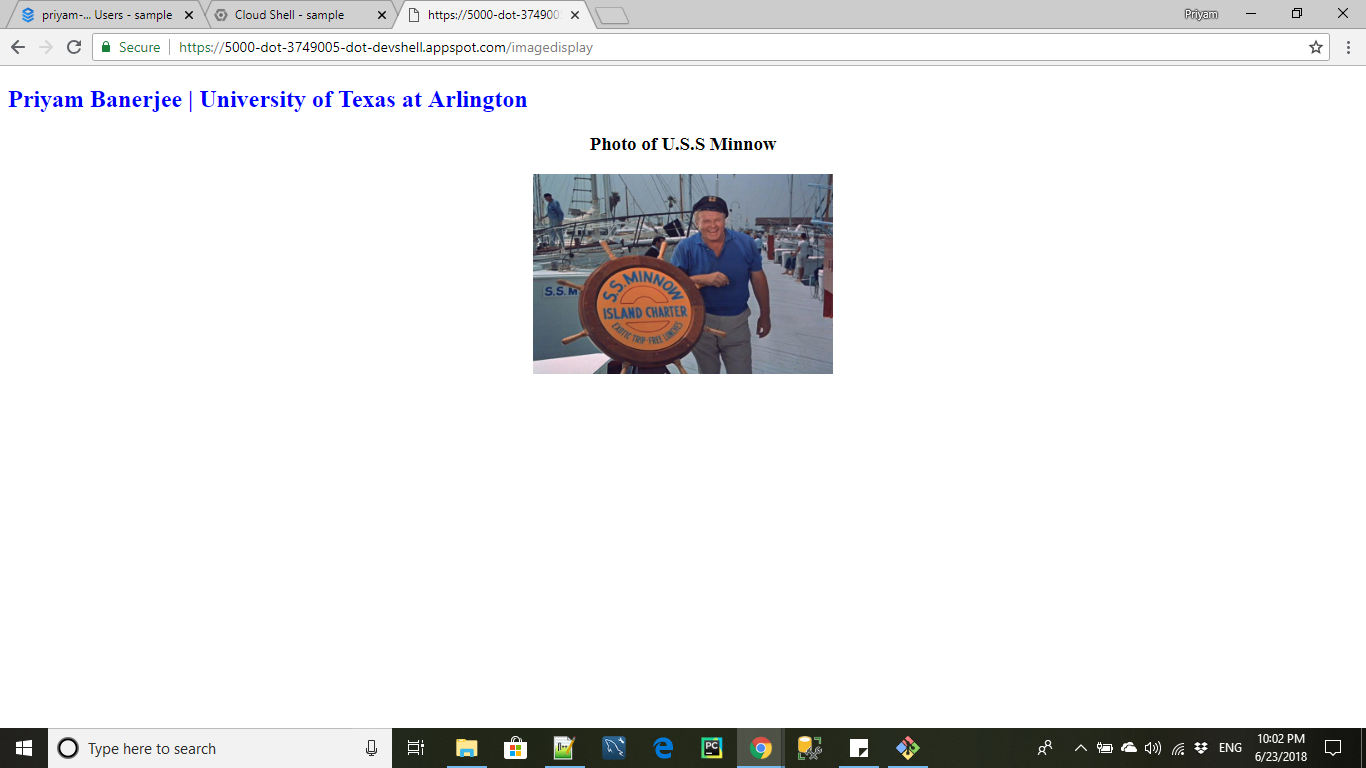 priyam-... Users - sample
Cloud Shell - sample
https://5000-dot-374900
Priyam
Secure
https://5000-dot-3749005-dot-devshell.appspot.com/imagedisplay
Priyam Banerjee | University of Texas at Arlington
Photo of U.S.S Minnow
S.S.M
S.S.MINNOW
ISLAND CHARTER
EXOTIC TRIP-FREE LUNCHES
Type here to search
PC
ENG
10:02 PM
6/23/2018